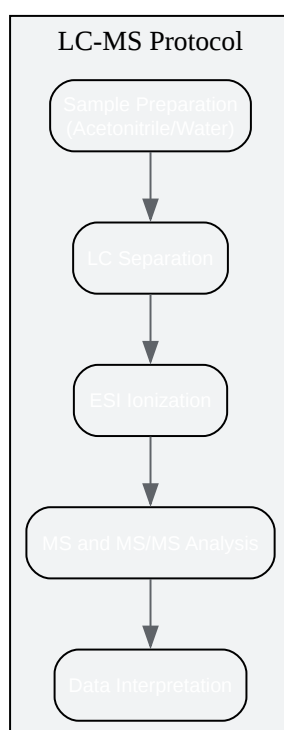 LC-MS Protocol
Sample Preparation
(Acetonitrile/Water)
LC Separation
ESI Ionization
MS and MS/MS Analysis
Data Interpretation